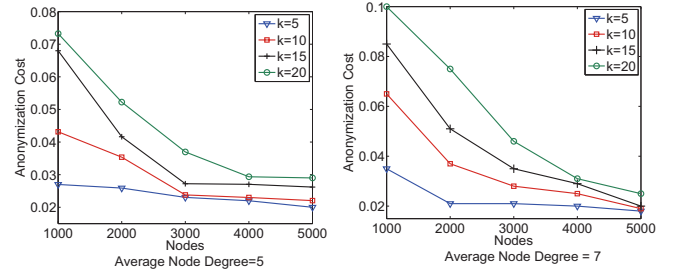 0.08
0.07
0.06
0.05
0.04
0.03
0.02
Anonymization Cost
k=5
k=10
k=15
k=20
1000 2000 3000 4000 5000
Nodes
Average Node Degree=5
0.1
0.08
0.06
0.04
0.02
Anonymization Cost
k=5
k=10
k=15
k=20
1000 2000 3000 4000 5000
Nodes
Average Node Degree = 7